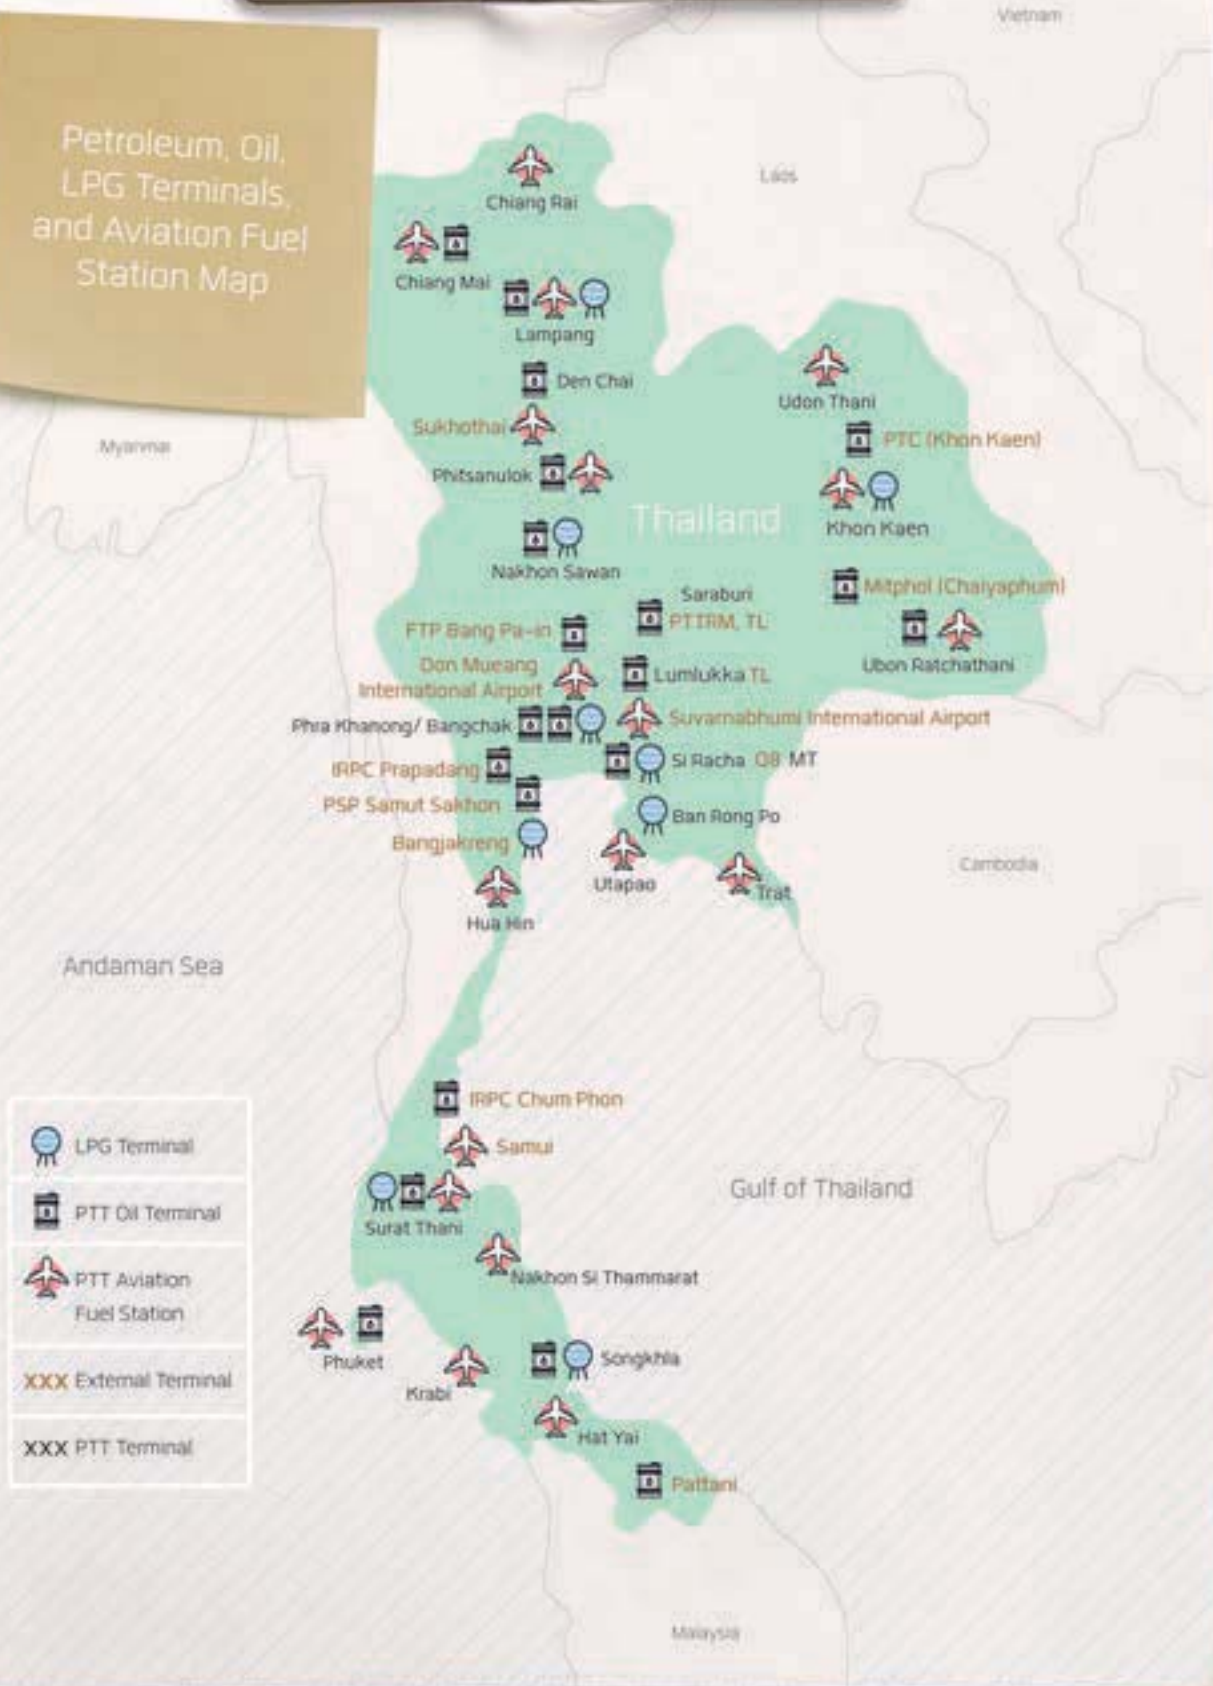 Vietnam
Petroleum, Oil,
LPG Terminals,
and Aviation Fuel
Station Map
Laos
Chiang Rai
Chiang Mai
Lampang
Den Chai
Udon Thani
Sukhothai
PTC (Khon Kaen)
Myanmar
Phitsanulok
Thailand
Khon Kaen
Nakhon Sawan
Saraburi
PTTRM, TL
Mitphol (Chaiyaphum)
FTP Bang Pa-in
Ubon Ratchathani
Don Mueang
International Airport
Lumlukka TL
Phra Khanong/ Bangchak
Suvarnabhumi International Airport
IRPC Prapadang
Si Racha OB MT
PSP Samut Sakhon
Ban Rong Po
Bangjakreng
Cambodia
Utapao
Trat
Hua Hin
Andaman Sea
IRPC Chum Phon
Samui
LPG Terminal
Gulf of Thailand
PTT Oil Terminal
Surat Thani
PTT Aviation
Fuel Station
Nakhon Si Thammarat
Phuket
Songkhla
XXX External Terminal
Krabi
Hat Yai
XXX PTT Terminal
Pattani
Malaysia